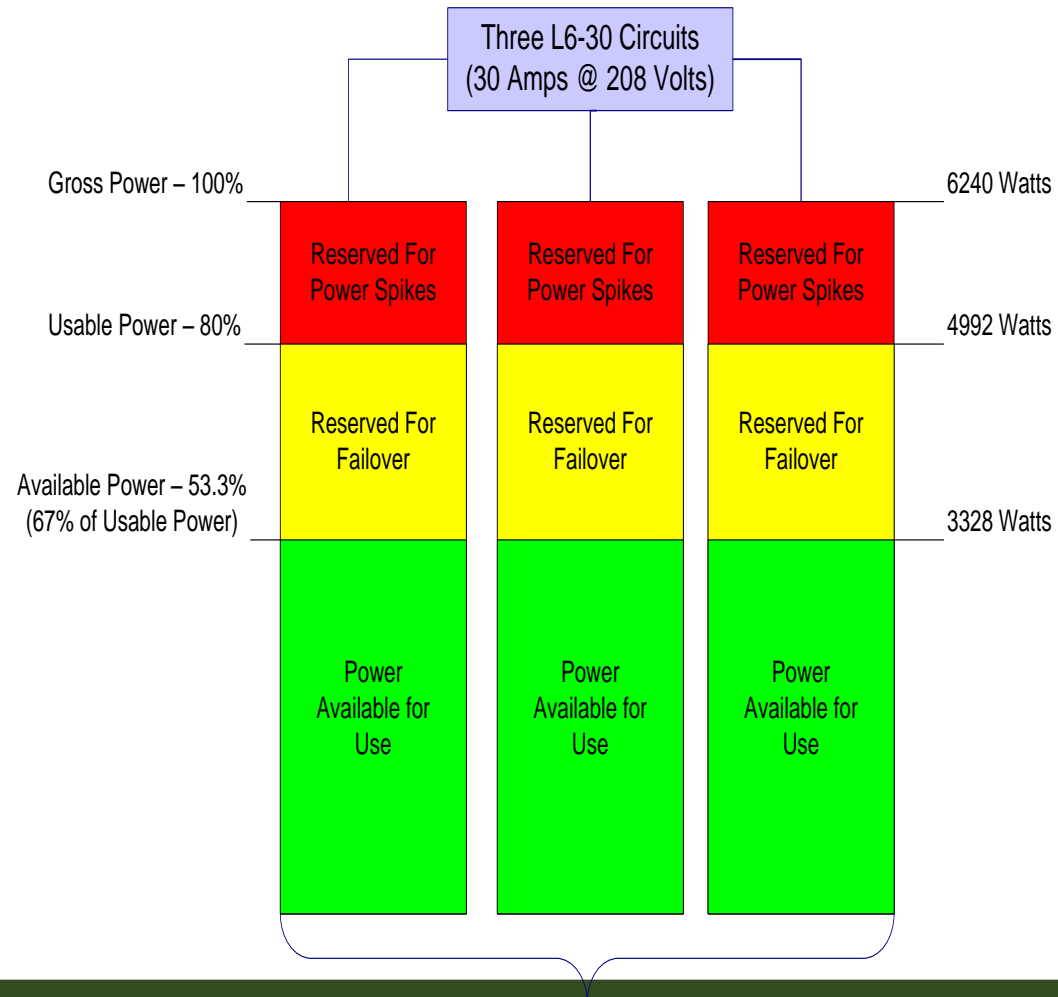 Three L6-30 Circuits
(30 Amps @ 208 Volts)
Gross Power – 100%
6240 Watts
Reserved For
Power Spikes
Reserved For
Power Spikes
Reserved For
Power Spikes
Usable Power – 80%
4992 Watts
Reserved For
Failover
Reserved For
Failover
Reserved For
Failover
Available Power – 53.3%
(67% of Usable Power)
3328 Watts
Power
Available for
Use
Power
Available for
Use
Power
Available for
Use